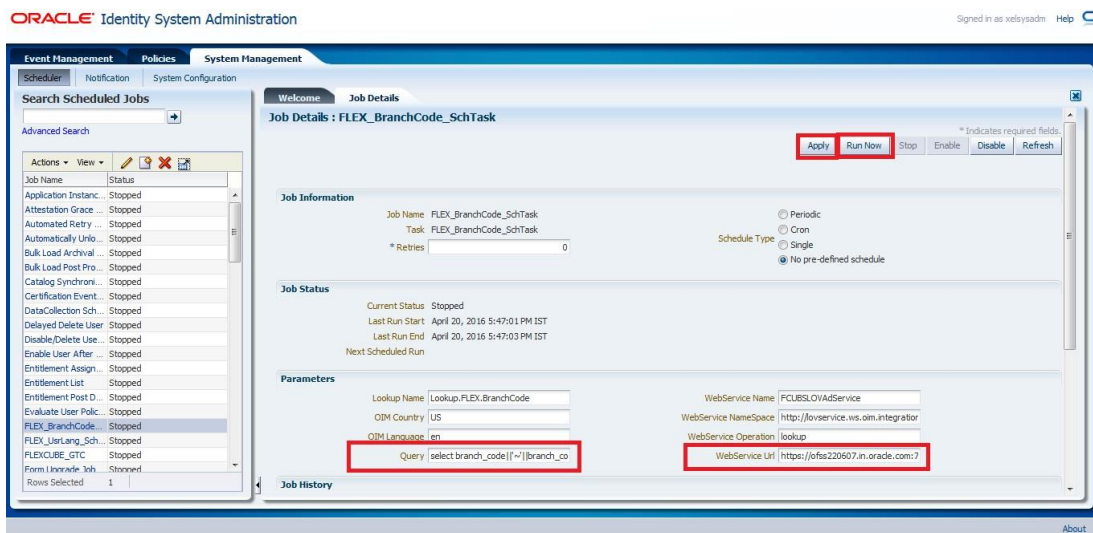 ORACLE Identity System Administration
Signed in as xelsysadm Help
Event Management Policies System Management
Scheduler Notification System Configuration
Search Scheduled Jobs
Advanced Search
Actions View
Job Name Status
Application Instanc... Stopped
Attestation Grace ... Stopped
Automated Retry ... Stopped
Automatically Unlo... Stopped
Bulk Load Archival ... Stopped
Bulk Load Post Pro... Stopped
Catalog Synchroni... Stopped
Certification Event... Stopped
DataCollection Sch... Stopped
Delayed Delete User Stopped
Disable/Delete Use... Stopped
Enable User After ... Stopped
Entitlement Assign... Stopped
Entitlement List Stopped
Entitlement Post D... Stopped
Evaluate User Polic... Stopped
FLEX_BranchCode... Stopped
FLEX_UsrLang_Sch... Stopped
FLEXCUBE_GTC Stopped
Form Upgrade Job Stopped
Rows Selected 1
Welcome Job Details
Job Details : FLEX_BranchCode_SchTask
* Indicates required fields.
Apply Run Now Stop Enable Disable Refresh
Job Information
Job Name FLEX_BranchCode_SchTask
Task FLEX_BranchCode_SchTask
* Retries 0
Schedule Type
Periodic
Cron
Single
No pre-defined schedule
Job Status
Current Status Stopped
Last Run Start April 20, 2016 5:47:01 PM IST
Last Run End April 20, 2016 5:47:03 PM IST
Next Scheduled Run
Parameters
Lookup Name Lookup.FLEX.BranchCode
OIM Country US
OIM Language en
Query select branch_code||'~'||branch_co
WebService Name FCUBSLOVAdService
WebService NameSpace http://lovservice.ws.oim.integration
WebService Operation lookup
WebService Url https://ofss220607.in.oracle.com:7
Job History
About